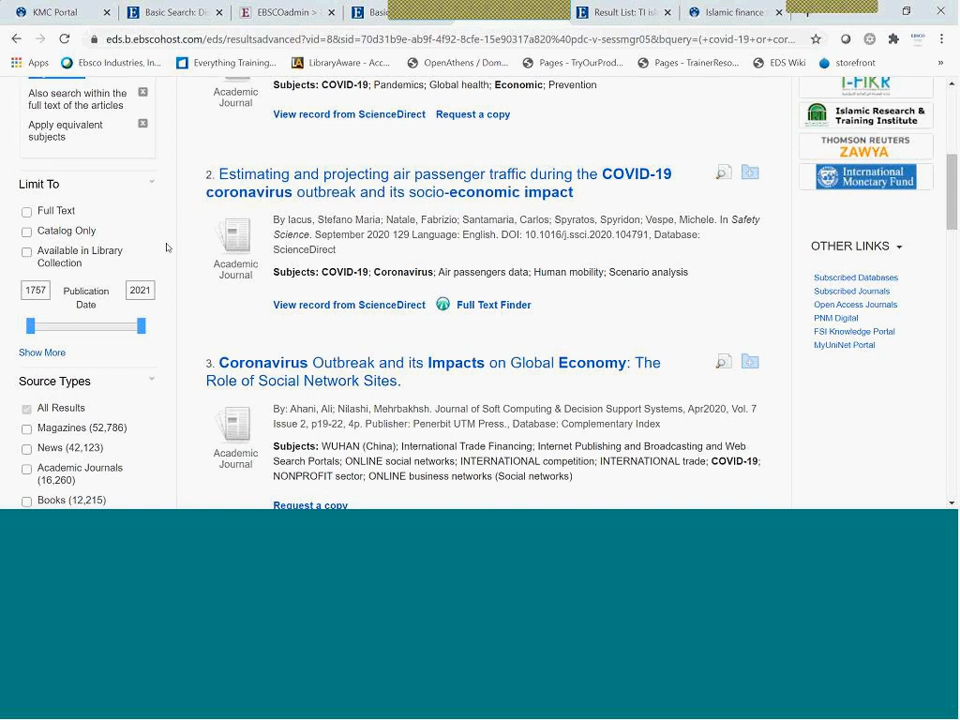 KMC Portal
Basic Search: Di
EBSCOadmin >
Basic
Result List: TI is
Islamic finance
eds.b.ebscohost.com/eds/resultsadvanced?vid=8&sid=70d31b9e-ab9f-4f92-8cfe-15e90317a820%40pdc-v-sessmgr05&bquery=(+covid-19+or+cor...
Apps
Ebsco Industries, In...
Everything Training...
LibraryAware - Acc...
OpenAthens / Dom...
Pages - TryOurProd...
Pages - TrainerReso...
EDS Wiki
storefront
»
Also search within the
full text of the articles
Apply equivalent
subjects
Limit To
Full Text
Catalog Only
Available in Library
Collection
1757 Publication Date 2021
Show More
Source Types
All Results
Magazines (52,786)
News (42,123)
Academic Journals
(16,260)
Books (12,215)
Academic
Journal
Subjects: COVID-19; Pandemics; Global health; Economic; Prevention
View record from ScienceDirect Request a copy
2. Estimating and projecting air passenger traffic during the COVID-19
coronavirus outbreak and its socio-economic impact
Academic
Journal
By Iacus, Stefano Maria; Natale, Fabrizio; Santamaria, Carlos; Spyratos, Spyridon; Vespe, Michele. In Safety
Science. September 2020 129 Language: English. DOI: 10.1016/j.ssci.2020.104791, Database:
ScienceDirect
Subjects: COVID-19; Coronavirus; Air passengers data; Human mobility; Scenario analysis
View record from ScienceDirect Full Text Finder
3. Coronavirus Outbreak and its Impacts on Global Economy: The
Role of Social Network Sites.
Academic
Journal
By: Ahani, Ali; Nilashi, Mehrbakhsh. Journal of Soft Computing & Decision Support Systems, Apr2020, Vol. 7
Issue 2, p19-22, 4p. Publisher: Penerbit UTM Press., Database: Complementary Index
Subjects: WUHAN (China); International Trade Financing; Internet Publishing and Broadcasting and Web
Search Portals; ONLINE social networks; INTERNATIONAL competition; INTERNATIONAL trade; COVID-19;
NONPROFIT sector; ONLINE business networks (Social networks)
Request a copy
I-FIKR
Islamic Research &
Training Institute
THOMSON REUTERS
ZAWYA
International
Monetary Fund
OTHER LINKS
Subscribed Databases
Subscribed Journals
Open Access Journals
PNM Digital
FSI Knowledge Portal
MyUniNet Portal